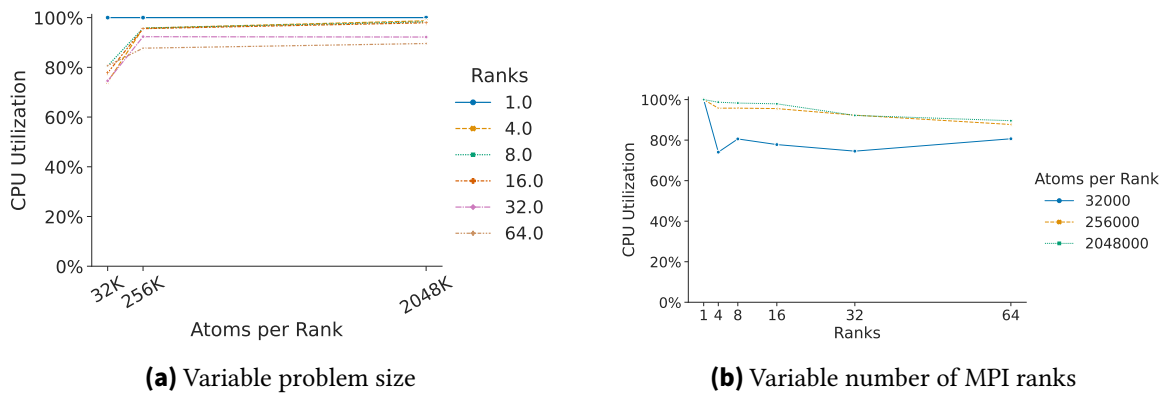 100%
80%
60%
40%
20%
0%
CPU Utilization
32K
256K
2048K
Atoms per Rank
Ranks
1.0
4.0
8.0
16.0
32.0
64.0
(a) Variable problem size
100%
80%
60%
40%
20%
0%
CPU Utilization
1 4 8 16 32 64
Ranks
Atoms per Rank
32000
256000
2048000
(b) Variable number of MPI ranks